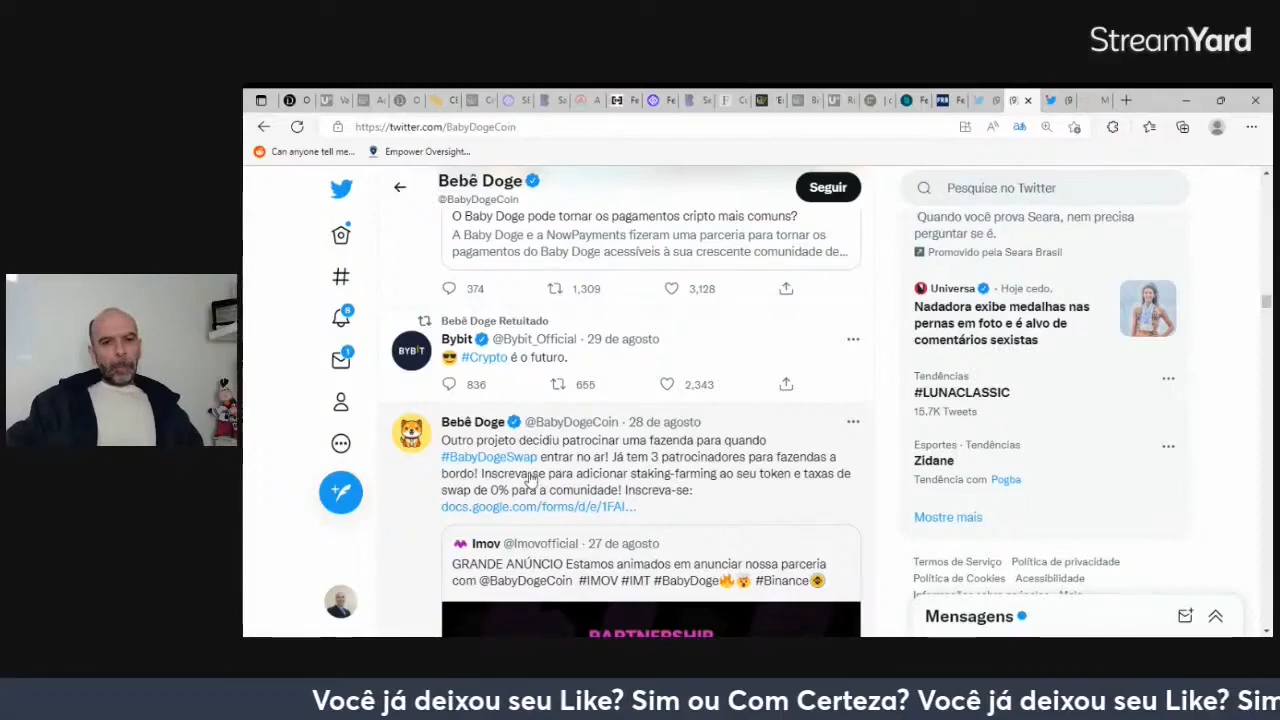 StreamYard
https://twitter.com/BabyDogeCoin
Can anyone tell me...
Empower Oversight...
Bebê Doge
@BabyDogeCoin
Seguir
Pesquise no Twitter
O Baby Doge pode tornar os pagamentos cripto mais comuns?
A Baby Doge e a NowPayments fizeram uma parceria para tornar os
pagamentos do Baby Doge acessíveis à sua crescente comunidade de...
374 1,309 3,128
Bebê Doge Retuitado
BYBIT
Bybit @Bybit_Official · 29 de agosto
😎 #Crypto é o futuro.
836 655 2,343
Bebê Doge @BabyDogeCoin · 28 de agosto
Outro projeto decidiu patrocinar uma fazenda para quando
#BabyDogeSwap entrar no ar! Já tem 3 patrocinadores para fazendas a
bordo! Inscreva-se para adicionar staking-farming ao seu token e taxas de
swap de 0% para a comunidade! Inscreva-se:
docs.google.com/forms/d/e/1FAI...
Imov @Imovofficial · 27 de agosto
GRANDE ANÚNCIO Estamos animados em anunciar nossa parceria
com @BabyDogeCoin #IMOV #IMT #BabyDoge🔥🤯 #Binance
PARTNERSHIP
8
1
Quando você prova Seara, nem precisa
perguntar se é.
Promovido pela Seara Brasil
Universa · Hoje cedo.
Nadadora exibe medalhas nas
pernas em foto e é alvo de
comentários sexistas
Tendências
#LUNACLASSIC
15.7K Tweets
Esportes · Tendências
Zidane
Tendência com Pogba
Mostre mais
Termos de Serviço Política de privacidade
Política de Cookies Acessibilidade
Mensagens
Você já deixou seu Like? Sim ou Com Certeza? Você já deixou seu Like? Sim